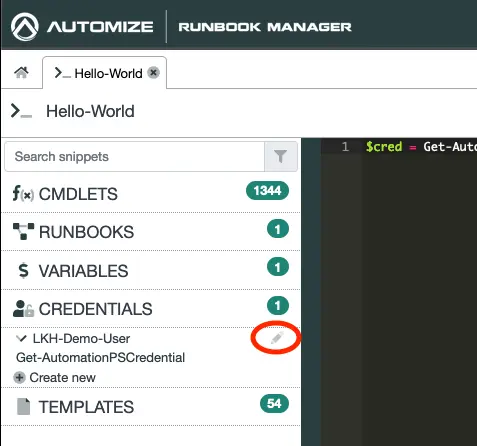 AUTOMIZE RUNBOOK MANAGER
>_ Hello-World
>_ Hello-World
Search snippets
1 $cred = Get-Auto
f(x) CMDLETS 1344
RUNBOOKS 1
$ VARIABLES 1
CREDENTIALS 1
LKH-Demo-User
Get-AutomationPSCredential
Create new
TEMPLATES 54